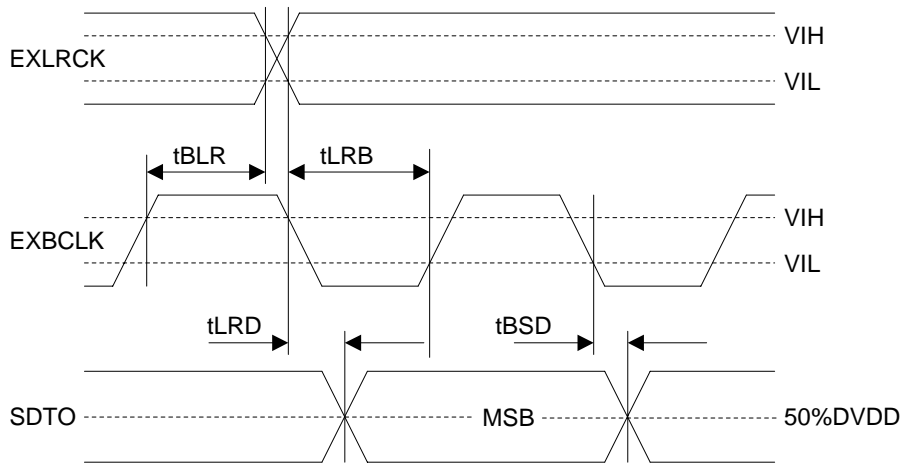 EXLRCK
VIH
VIL
tBLR
tLRB
EXBCLK
VIH
VIL
tLRD
tBSD
SDTO
MSB
50%DVDD